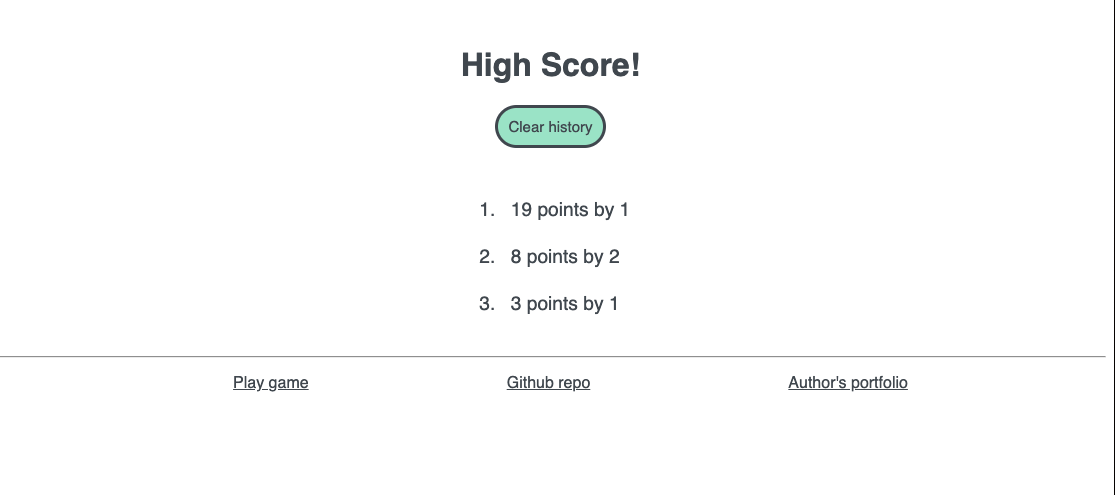 High Score!
Clear history
1. 19 points by 1
2. 8 points by 2
3. 3 points by 1
Play game Github repo Author's portfolio